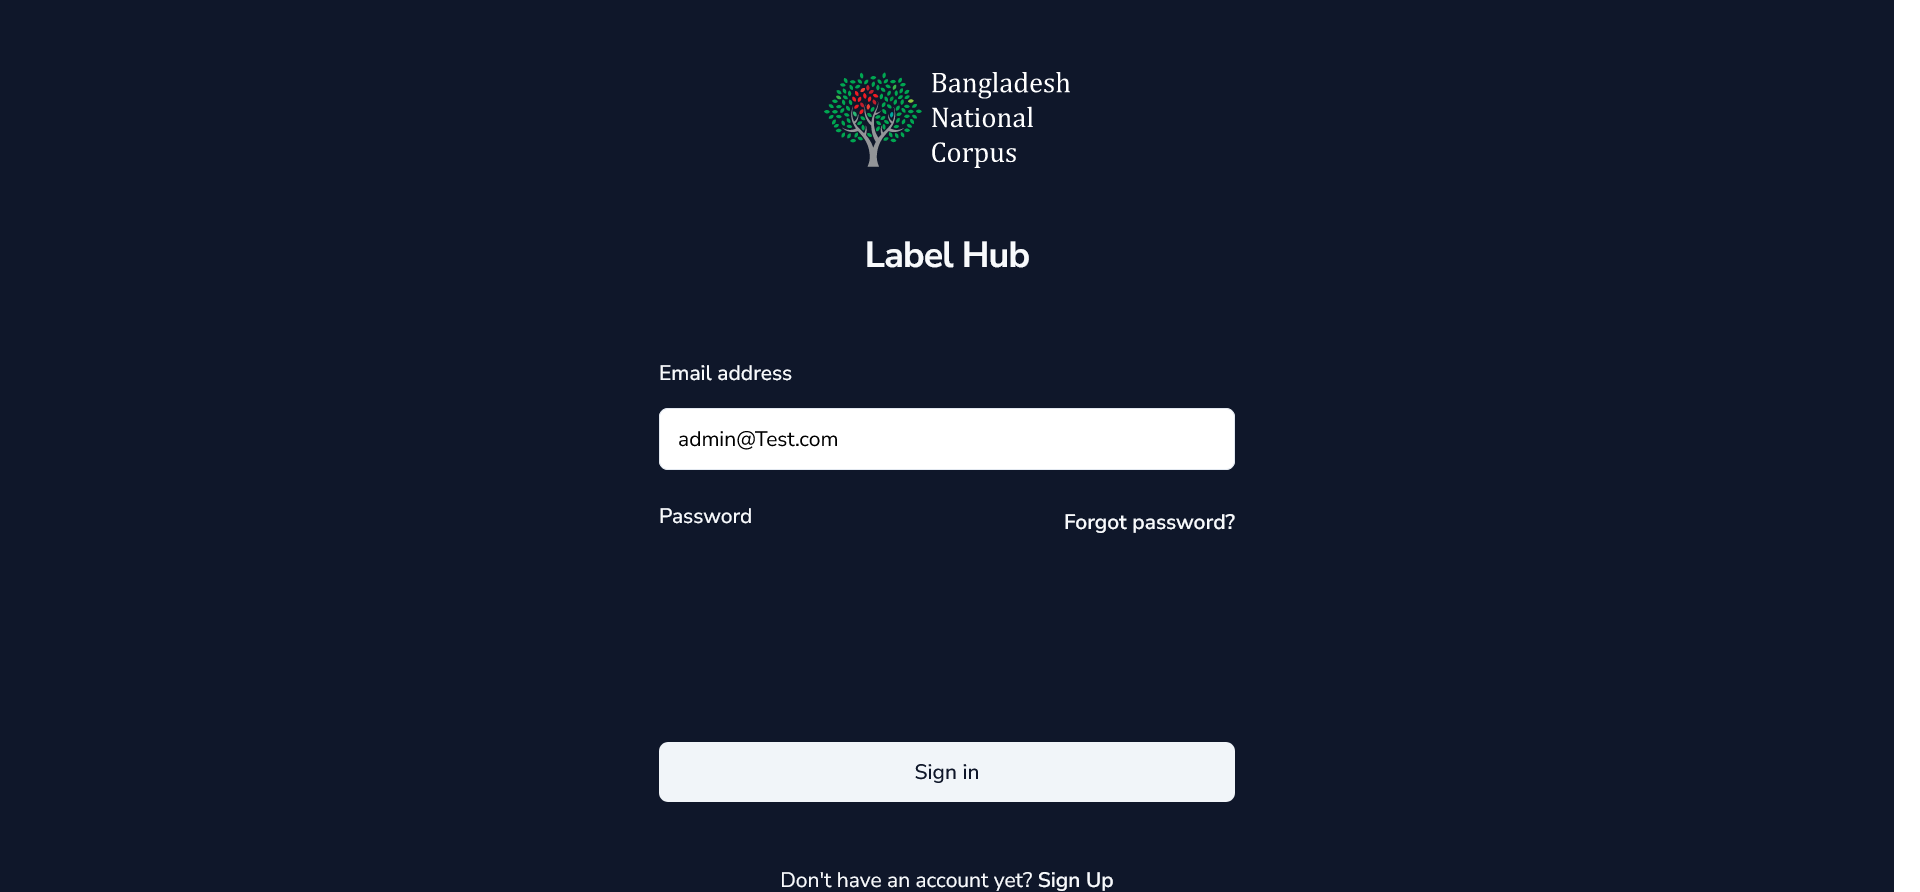 Bangladesh
National
Corpus
Label Hub
Email address
admin@Test.com
Password
Forgot password?
Sign in
Don't have an account yet? Sign Up